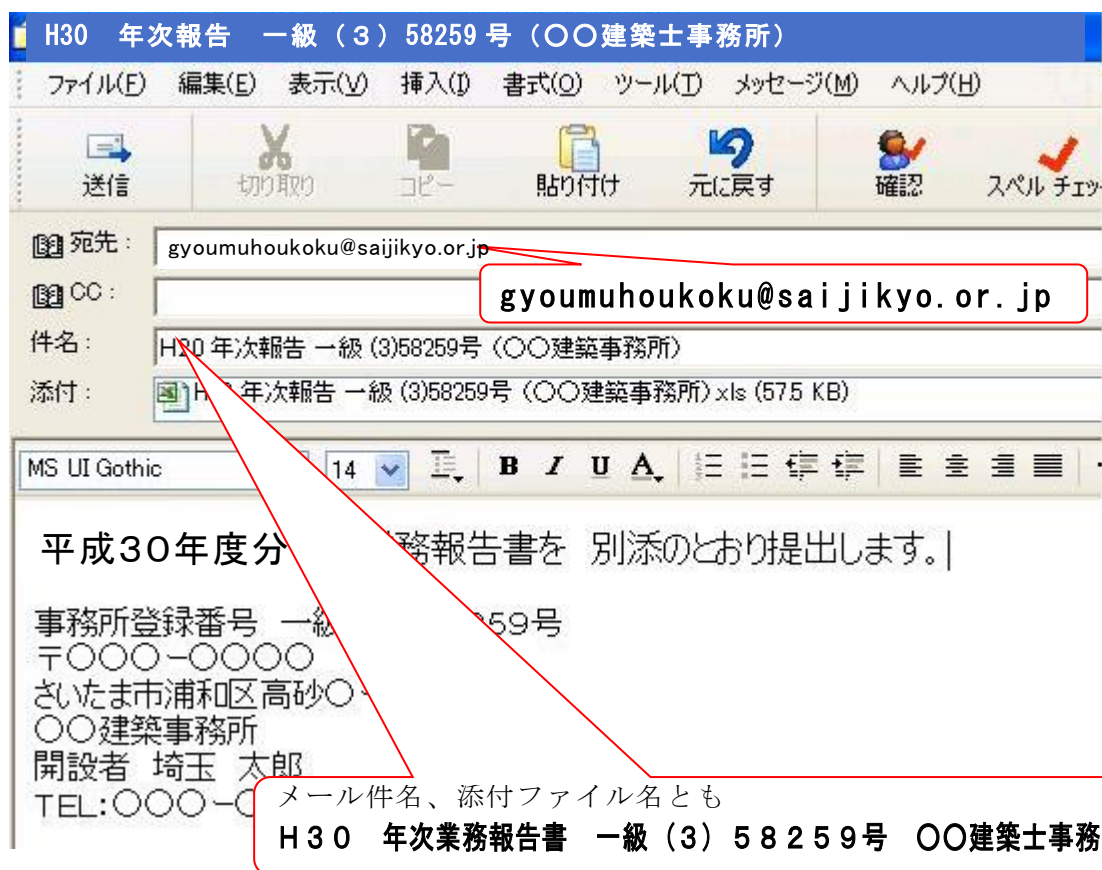 H30　年次報告　一級（３）58259号（〇〇建築士事務所）
ファイル(F) 編集(E) 表示(V) 挿入(I) 書式(O) ツール(T) メッセージ(M) ヘルプ(H)
送信 切り取り コピー 貼り付け 元に戻す 確認 スペル チェッ
宛先： gyoumuhoukoku@saijikyo.or.jp
CC：
gyoumuhoukoku@saijikyo.or.jp
件名： H20 年次報告 一級 (3)58259号 （〇〇建築事務所）
添付： 年次報告 一級 (3)58259号 （〇〇建築事務所）.xls (57.5 KB)
MS UI Gothic 14 B I U A
平成３０年度分 務報告書を 別添のとおり提出します。
事務所登録番号 一級 59号
〒〇〇〇－〇〇〇〇
さいたま市浦和区高砂〇
〇〇建築事務所
開設者 埼玉 太郎
TEL:〇〇〇－
メール件名、添付ファイル名とも
Ｈ３０　年次業務報告書　一級（3）５８２５９号　〇〇建築士事務